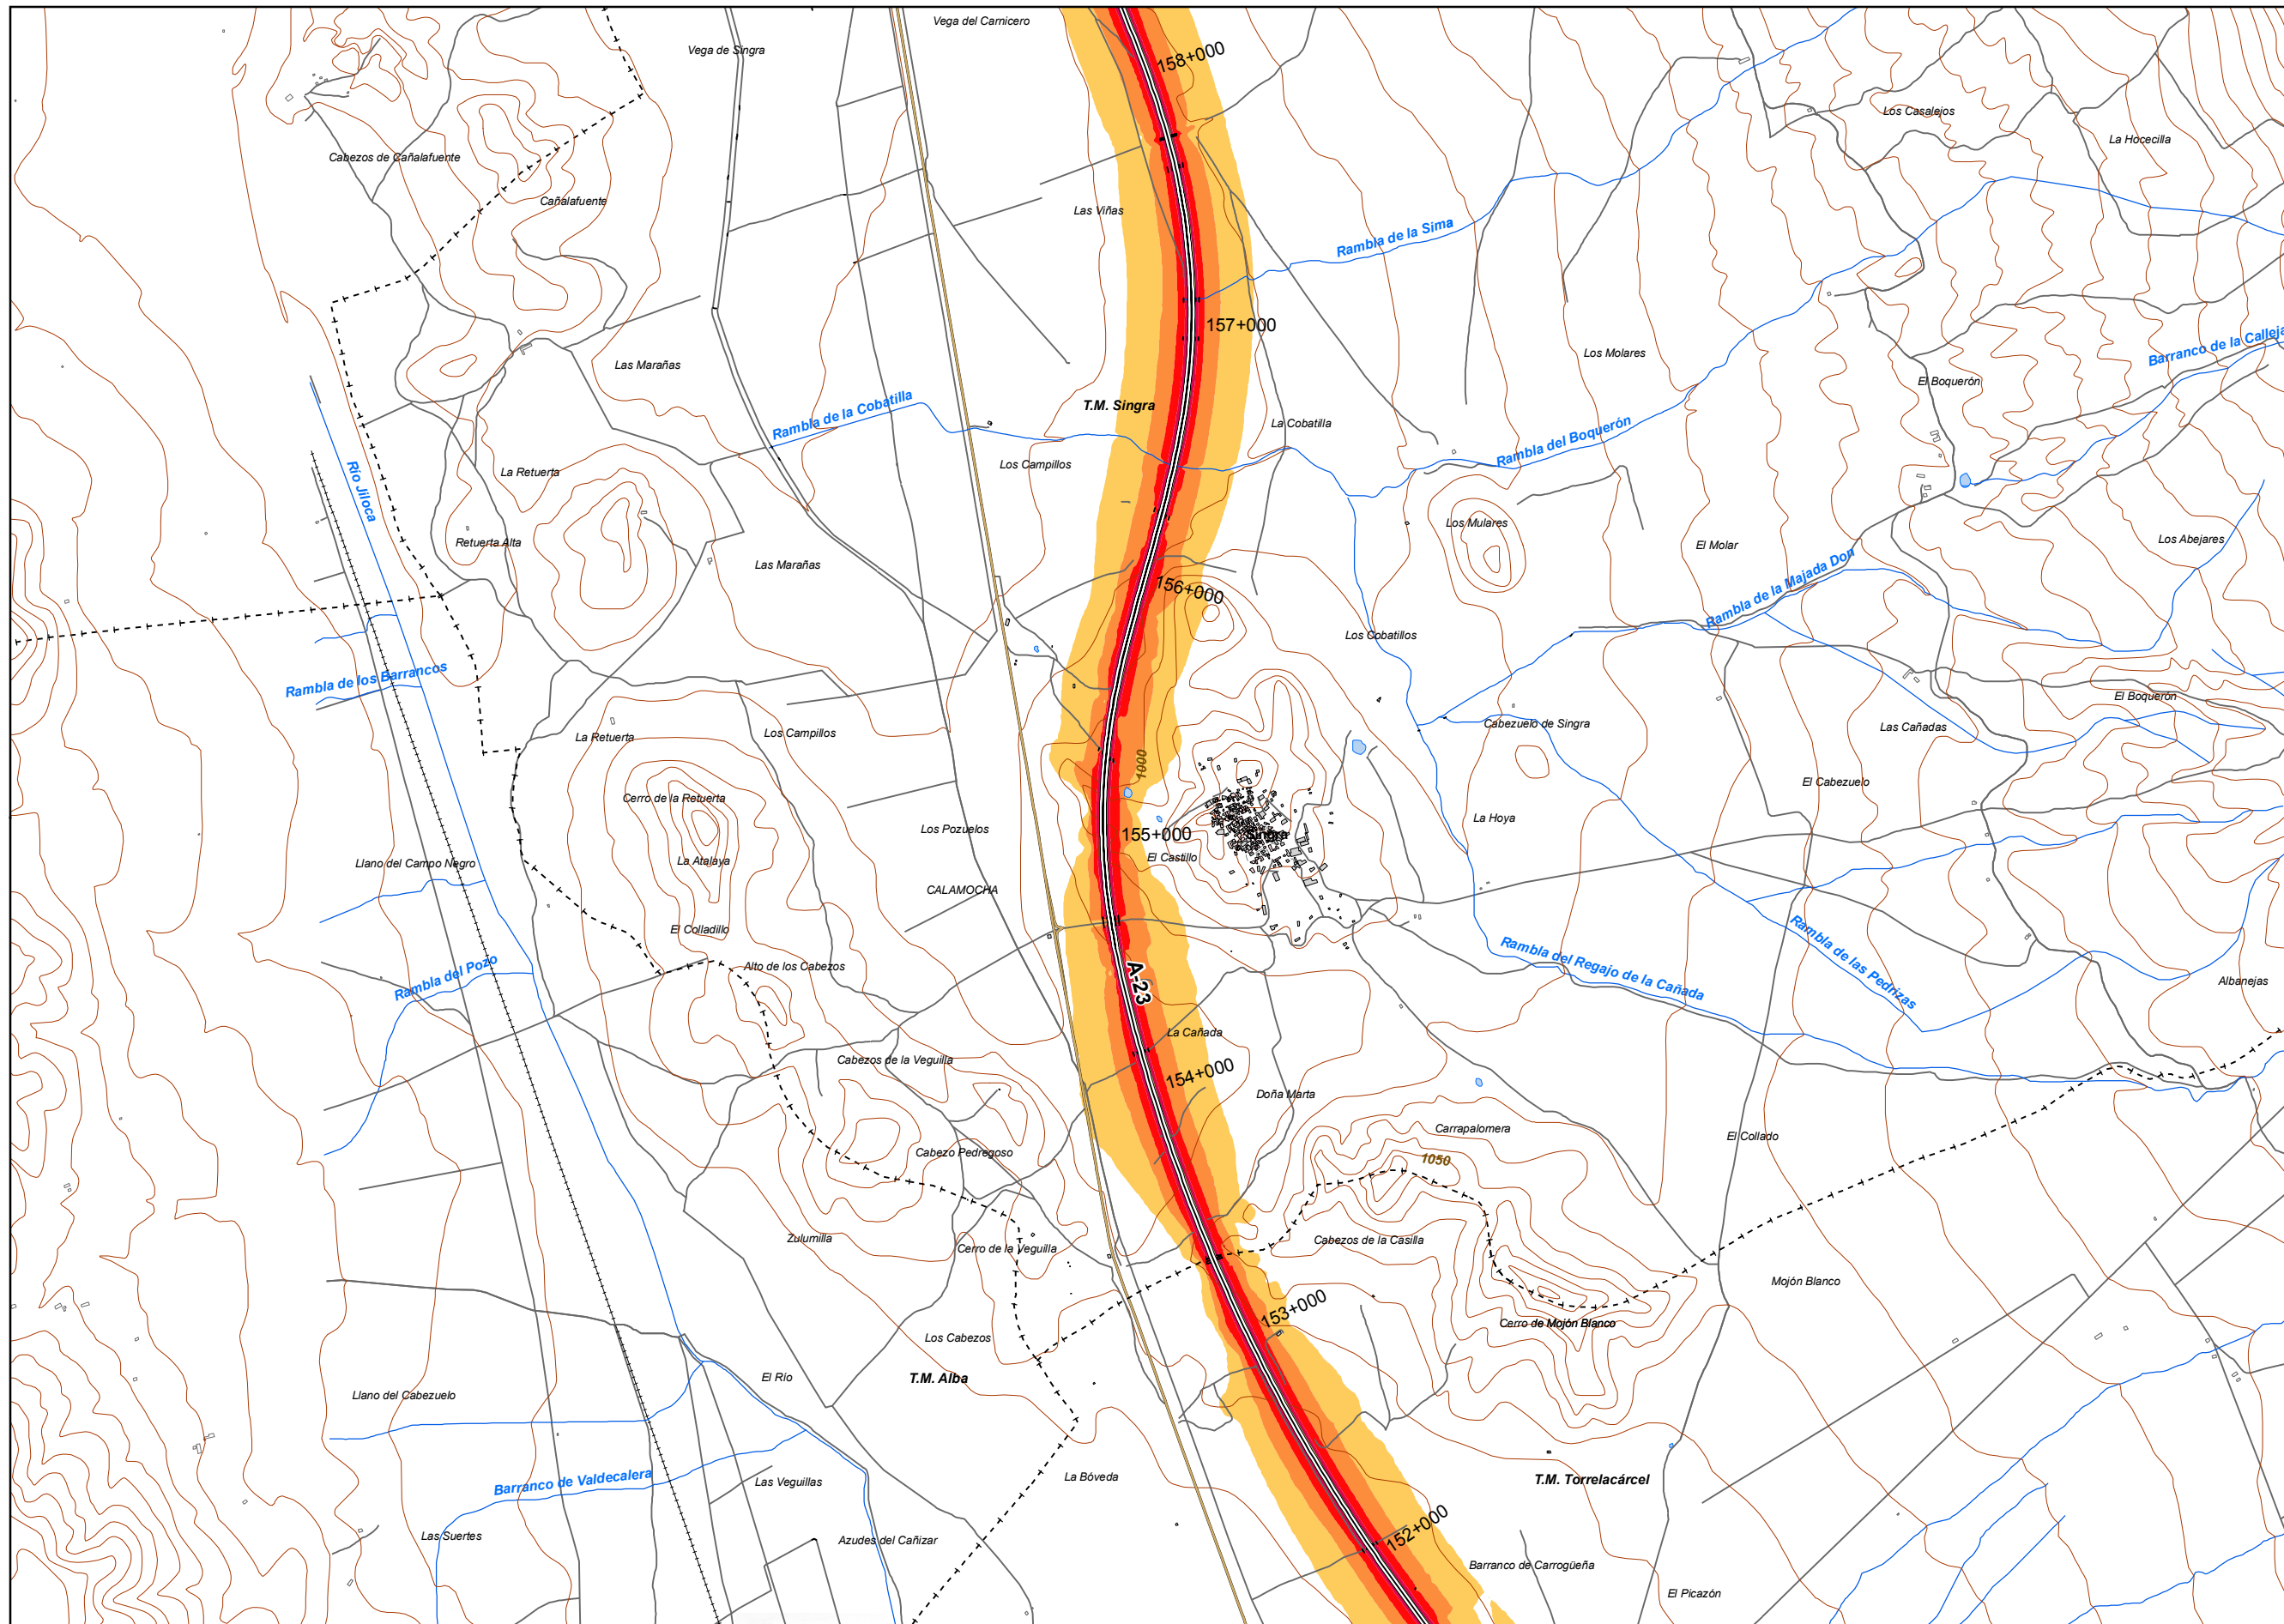 Vega del Carnicero
Vega de Singra
158+000
Los Casalejos
La Hocecilla
Cabezos de Cañalafuente
Cañalafuente
Las Viñas
Rambla de la Sima
157+000
Barranco de la Calleja
Los Molares
Las Marañas
El Boquerón
T.M. Singra
Rambla de la Cobatilla
La Cobatilla
Rambla del Boquerón
Los Campillos
La Retuerta
Río Jiloca
Los Mulares
Retuerta Alta
El Molar
Los Abejares
Las Marañas
Rambla de la Majada Don
156+000
Los Cobatillos
Rambla de los Barrancos
El Boquerón
Cabezuelo de Singra
Las Cañadas
La Retuerta
Los Campillos
1000
El Cabezuelo
Cerro de la Retuerta
La Hoya
Los Pozuelos
155+000
Singra
El Castillo
La Atalaya
Llano del Campo Negro
CALAMOCHA
El Colladillo
Rambla del Regajo de la Cañada
Rambla de las Pedrizas
Rambla del Pozo
Alto de los Cabezos
A-23
Albanejas
La Cañada
Cabezos de la Veguilla
154+000
Doña Marta
Carrapalomera
El Collado
Cabezo Pedregoso
1050
Zulumilla
Cabezos de la Casilla
Cerro de la Veguilla
Mojón Blanco
153+000
Cerro de Mojón Blanco
Los Cabezos
El Río
T.M. Alba
Llano del Cabezuelo
La Bóveda
T.M. Torrelacárcel
Barranco de Valdecalera
Las Veguillas
Las Suertes
Azudes del Cañizar
152+000
Barranco de Carrogüeña
El Picazón